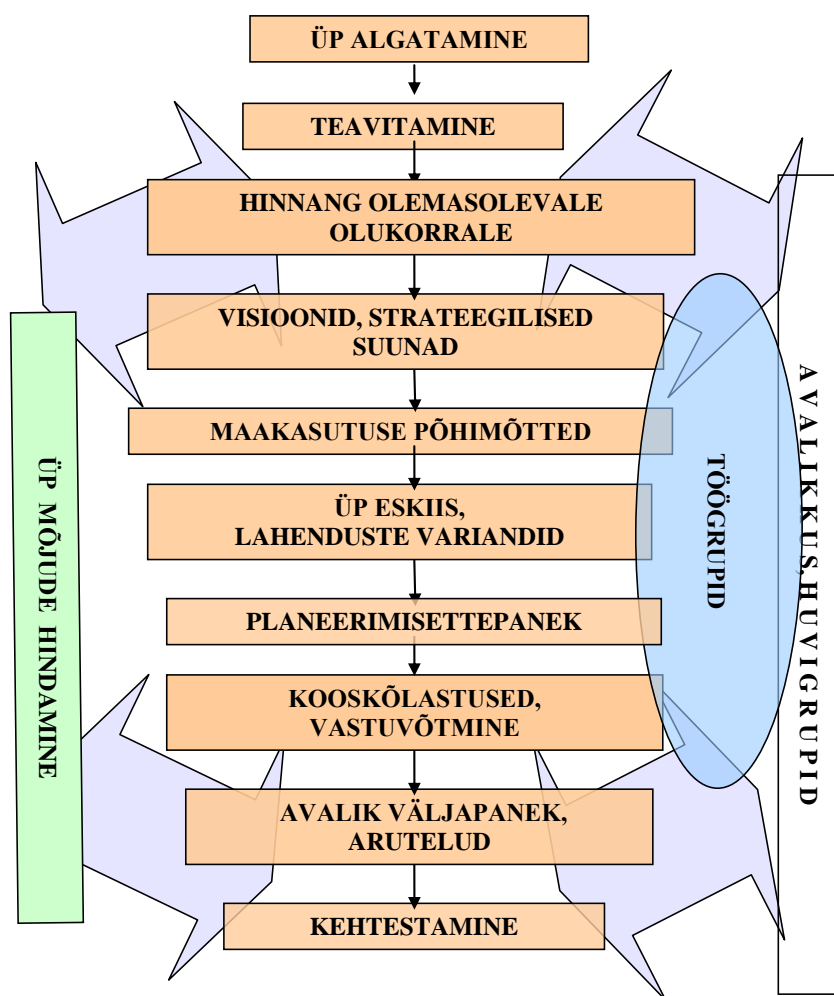 ÜP ALGATAMINE
TEAVITAMINE
HINNANG OLEMASOLEVALE
OLUKORRALE
VISIOONID, STRATEEGILISED
SUUNAD
MAAKASUTUSE PÕHIMÕTTED
ÜP ESKIIS,
LAHENDUSTE VARIANDID
PLANEERIMISETTEPANEK
KOOSKÕLASTUSED,
VASTUVÕTMINE
AVALIK VÄLJAPANEK,
ARUTELUD
KEHTESTAMINE
ÜP MÕJUDE HINDAMINE
TÖÖGRUPID
AVALIKKUS,HUVIGRUPID